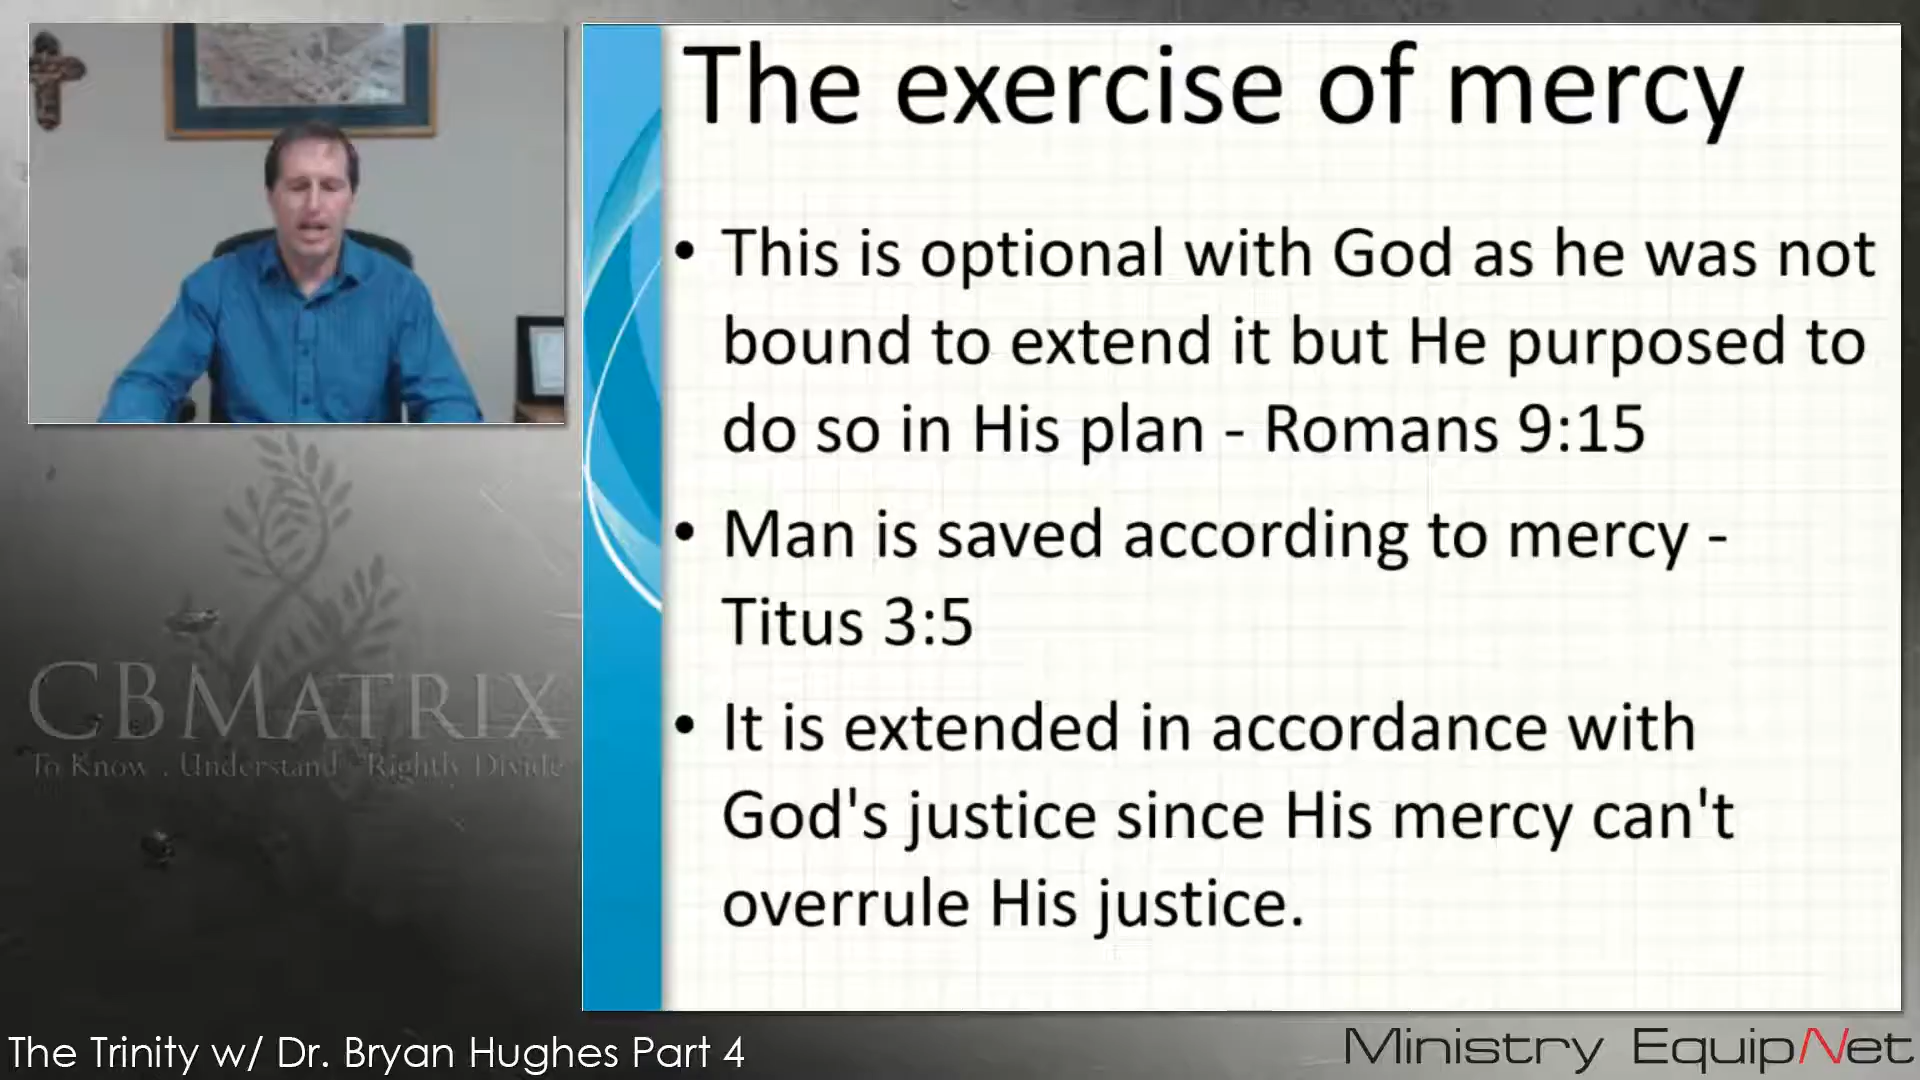 The exercise of mercy
• This is optional with God as he was not
bound to extend it but He purposed to
do so in His plan - Romans 9:15
• Man is saved according to mercy -
Titus 3:5
• It is extended in accordance with
God's justice since His mercy can't
overrule His justice.
CBMATRIX
To Know . Understand . Rightly Divide
The Trinity w/ Dr. Bryan Hughes Part 4
Ministry EquipNet